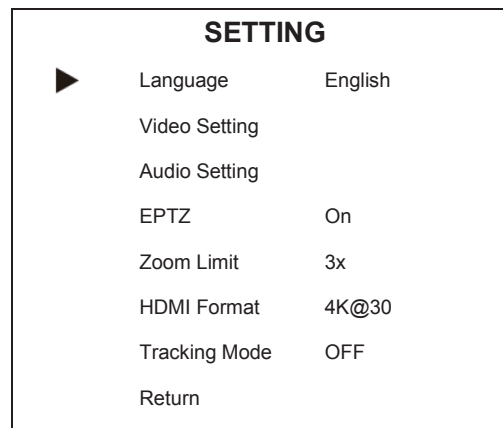 SETTING
Language English
Video Setting
Audio Setting
EPTZ On
Zoom Limit 3x
HDMI Format 4K@30
Tracking Mode OFF
Return